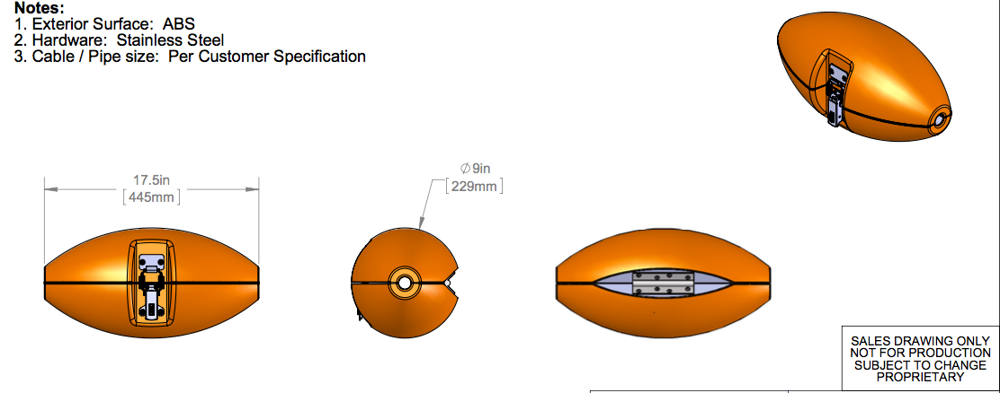 Notes:
1. Exterior Surface: ABS
2. Hardware: Stainless Steel
3. Cable / Pipe size: Per Customer Specification
17.5in
[445mm]
∅9in
[229mm]
SALES DRAWING ONLY
NOT FOR PRODUCTION
SUBJECT TO CHANGE
PROPRIETARY